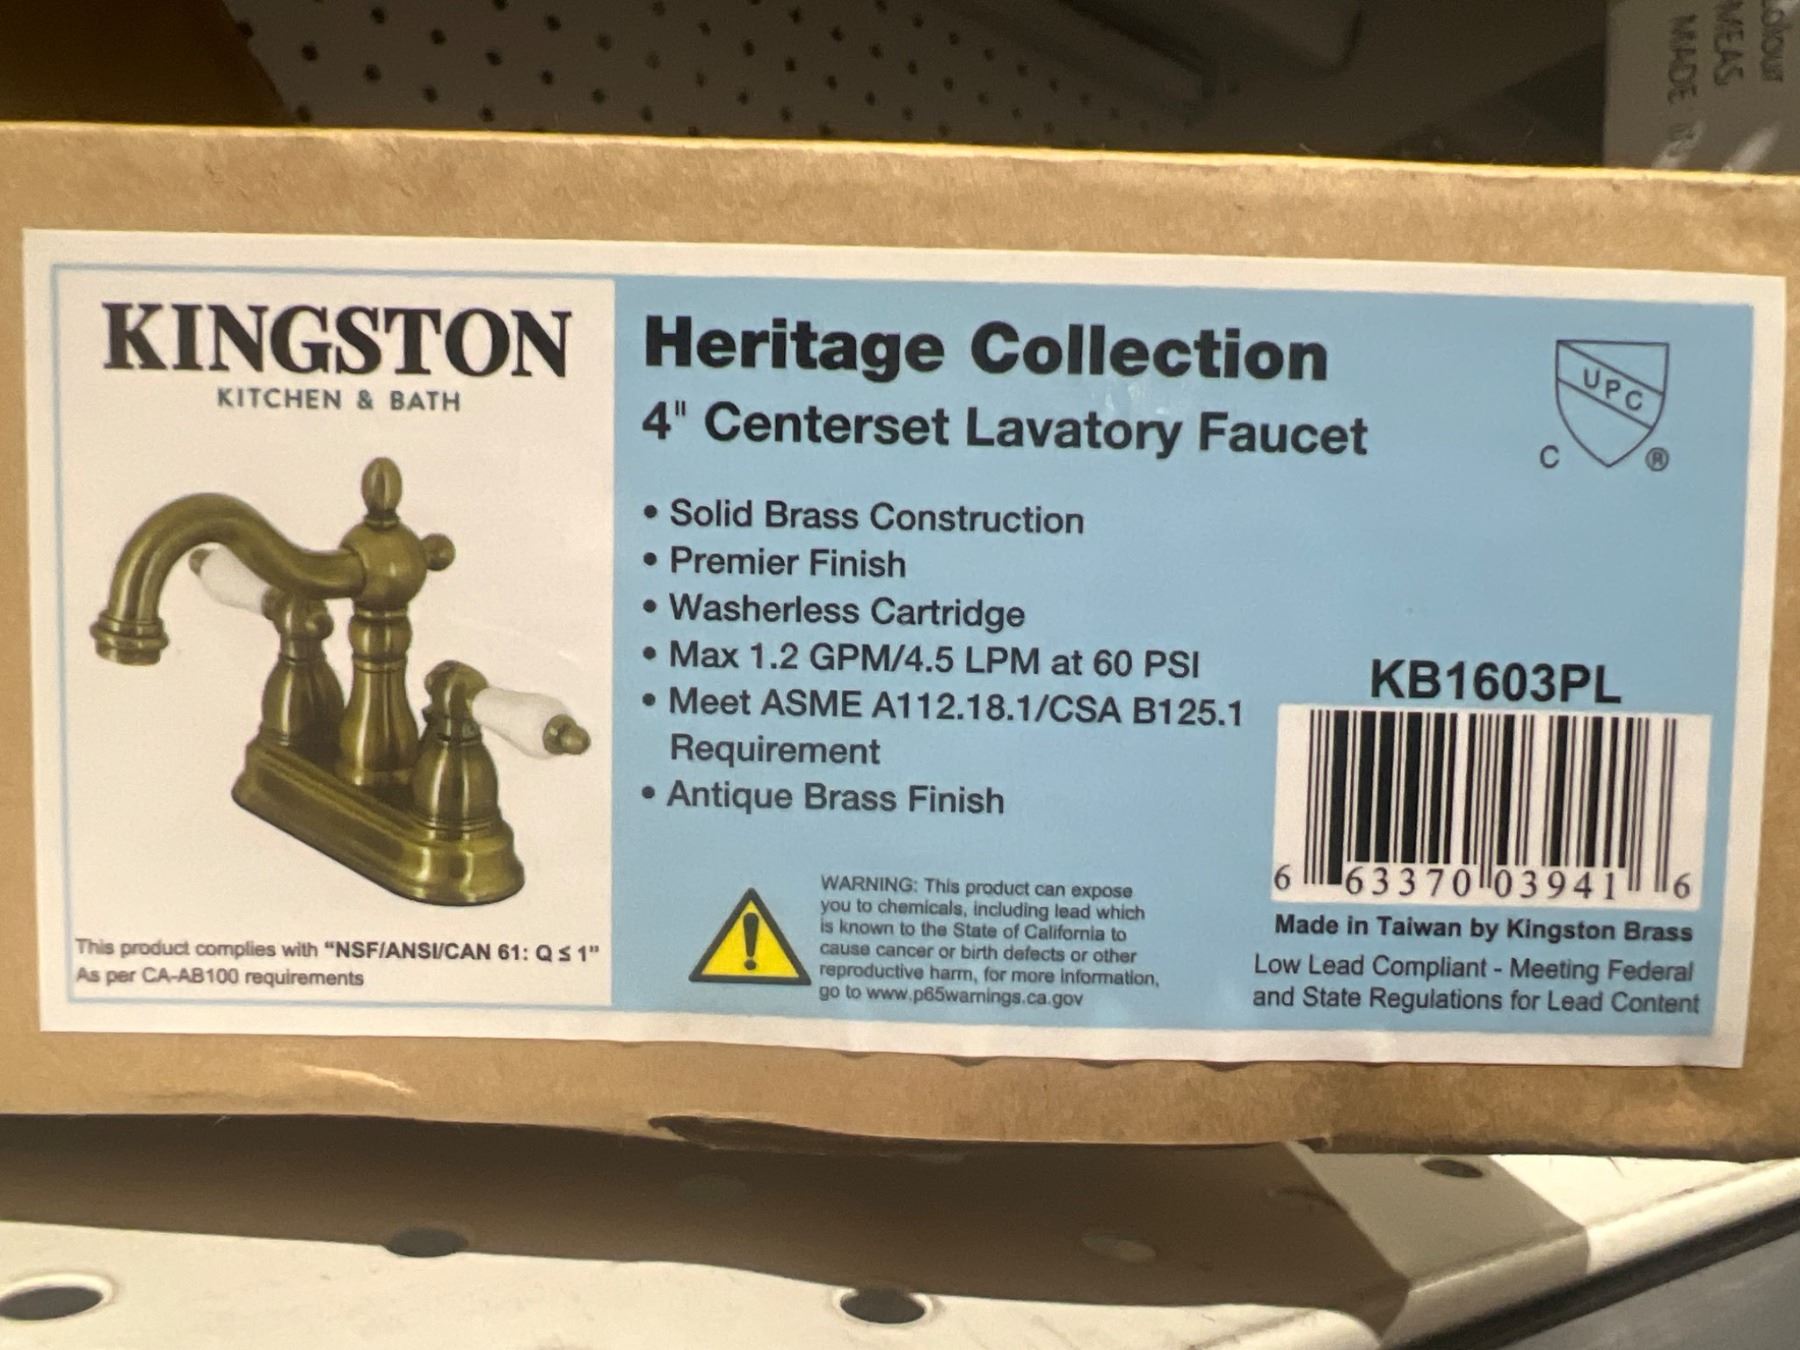 LOKOUT
MEAS
MADE
KINGSTON
KITCHEN & BATH
This product complies with “NSF/ANSI/CAN 61: Q ≤ 1”
As per CA-AB100 requirements
Heritage Collection
4" Centerset Lavatory Faucet
• Solid Brass Construction
• Premier Finish
• Washerless Cartridge
• Max 1.2 GPM/4.5 LPM at 60 PSI
• Meet ASME A112.18.1/CSA B125.1
Requirement
• Antique Brass Finish
WARNING: This product can expose
you to chemicals, including lead which
is known to the State of California to
cause cancer or birth defects or other
reproductive harm, for more information,
go to www.p65warnings.ca.gov
UPC
C ®
KB1603PL
6 63370 03941 6
Made in Taiwan by Kingston Brass
Low Lead Compliant - Meeting Federal
and State Regulations for Lead Content